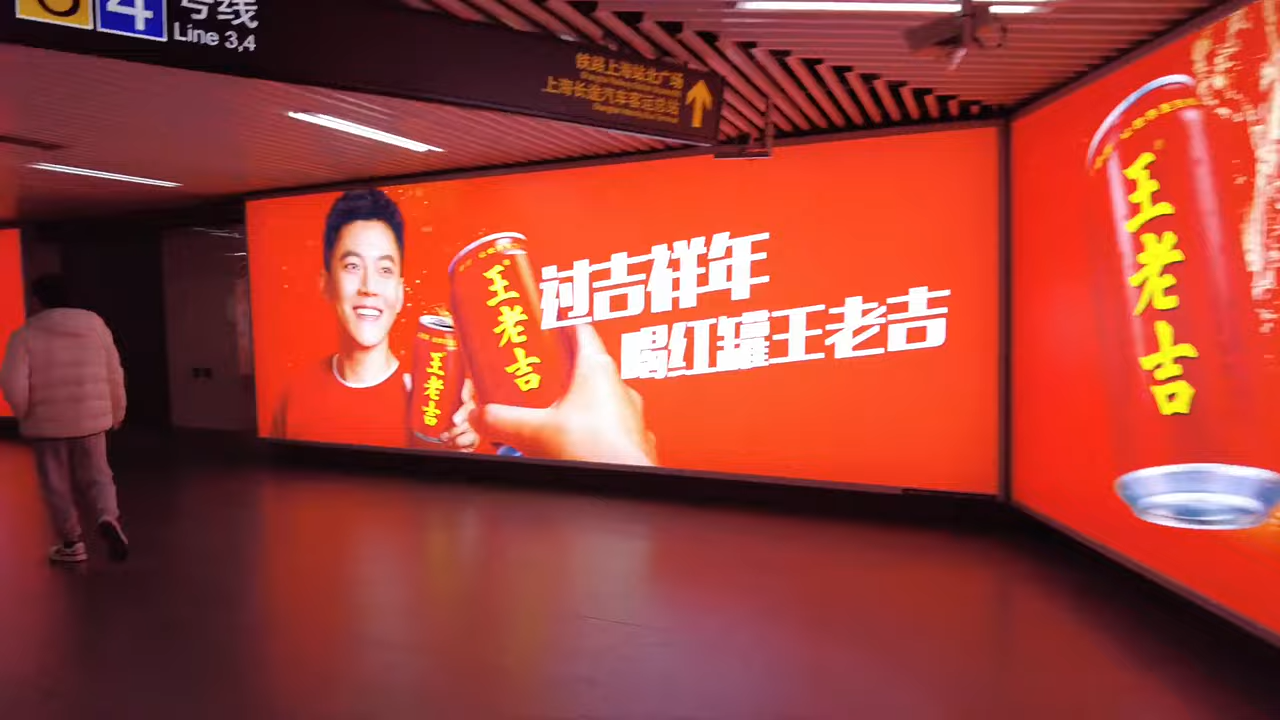 4 号线
Line 3,4
铁路上海站北广场
上海长途汽车客运总站
过吉祥年
喝红罐王老吉
王老吉
王老吉
王老吉